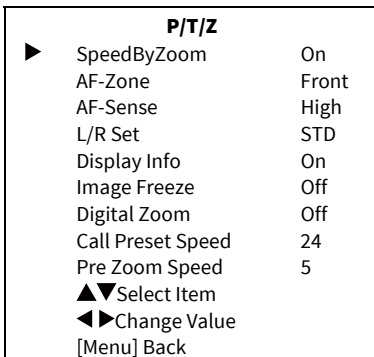 P/T/Z
▶ SpeedByZoom On
AF-Zone Front
AF-Sense High
L/R Set STD
Display Info On
Image Freeze Off
Digital Zoom Off
Call Preset Speed 24
Pre Zoom Speed 5
▲▼Select Item
◀▶Change Value
[Menu] Back